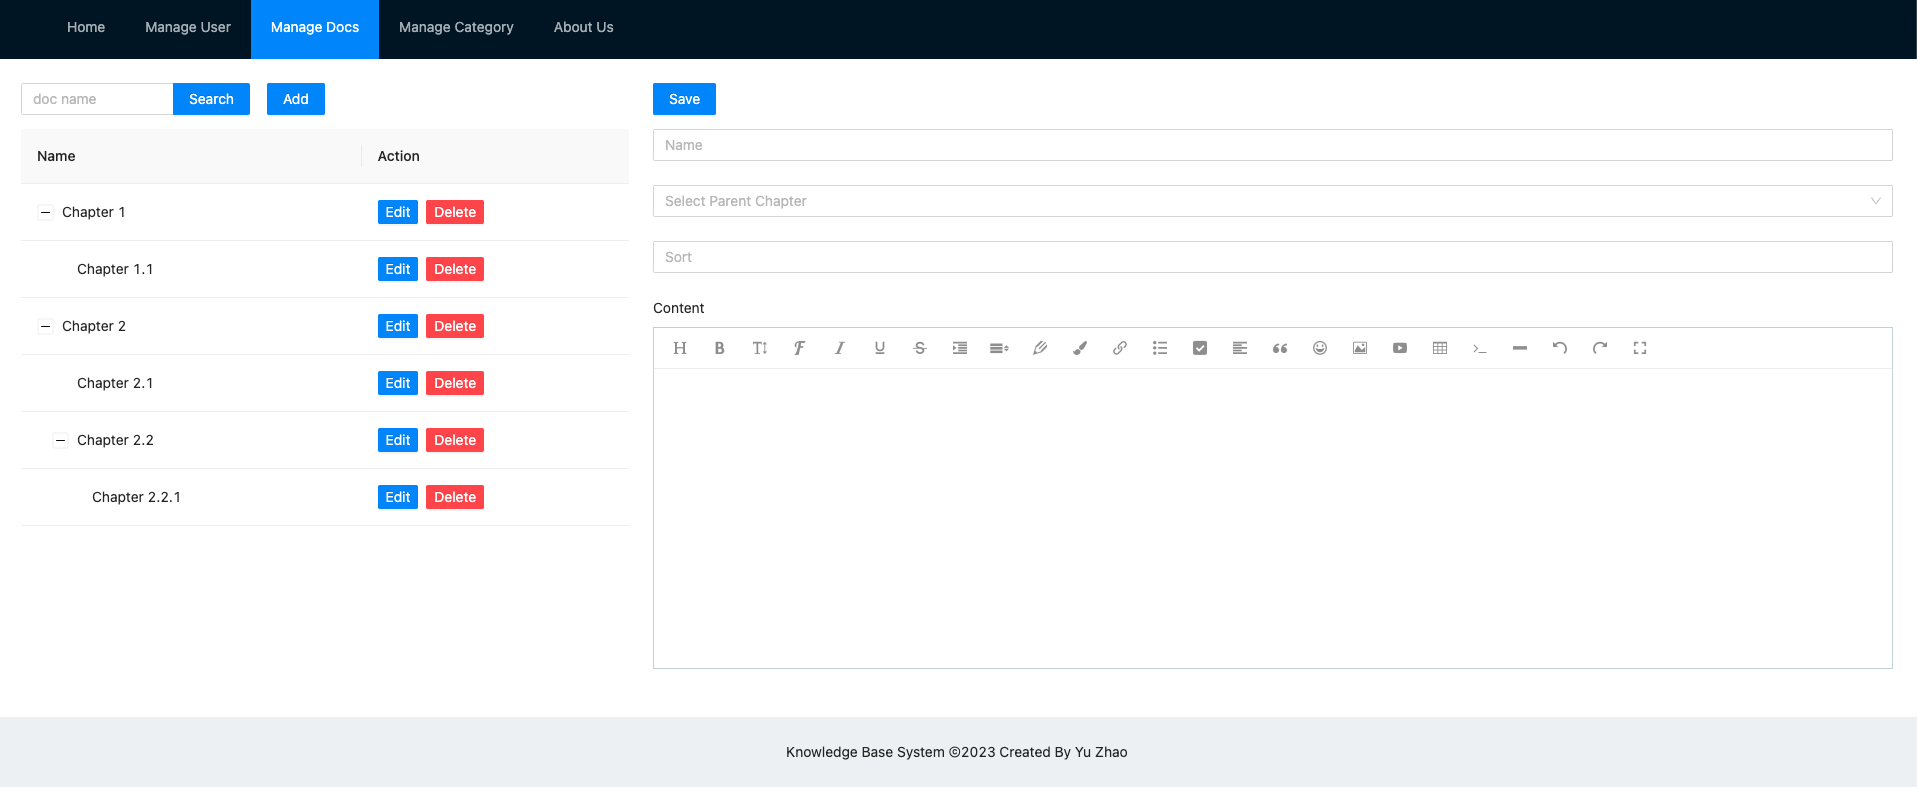 Home Manage User Manage Docs Manage Category About Us
doc name Search Add Save
Name Action
Name
Chapter 1 Edit Delete
Select Parent Chapter
Chapter 1.1 Edit Delete
Sort
Chapter 2 Edit Delete
Content
Chapter 2.1 Edit Delete
Chapter 2.2 Edit Delete
Chapter 2.2.1 Edit Delete
Knowledge Base System ©2023 Created By Yu Zhao